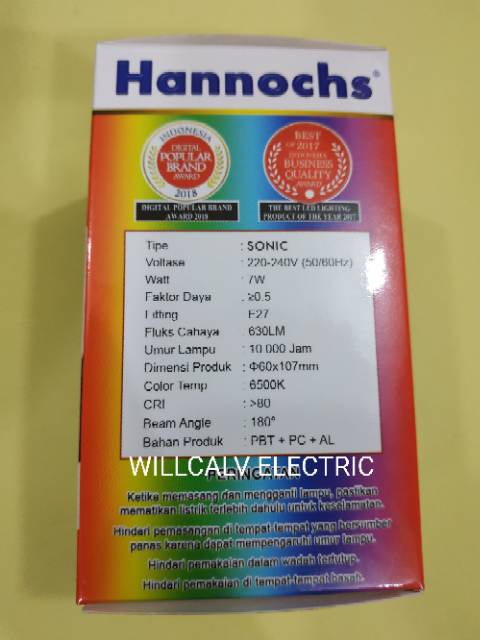 Hannochs®
INDONESIA
DIGITAL
POPULAR
BRAND
AWARD
2018
DIGITAL POPULAR BRAND
AWARD 2018
BEST
OF 2017
INDONESIA
BUSINESS
QUALITY
AWARD
THE BEST LED LIGHTING
PRODUCT OF THE YEAR 2017
Tipe : SONIC
Voltase : 220-240V (50/60Hz)
Watt : 7W
Faktor Daya : ≥0.5
Fitting : E27
Fluks Cahaya : 630LM
Umur Lampu : 10.000 Jam
Dimensi Produk : Φ60x107mm
Color Temp : 6500K
CRI : >80
Beam Angle : 180°
Bahan Produk : PBT + PC + AL
WILLCALV ELECTRIC
PERINGATAN
Ketika memasang dan mengganti lampu, pastikan
mematikan listrik terlebih dahulu untuk keselamatan.
Hindari pemasangan di tempat-tempat yang bersumber
panas karena dapat mempengaruhi umur lampu.
Hindari pemakaian dalam wadah tertutup.
Hindari pemakaian di tempat-tempat basah.